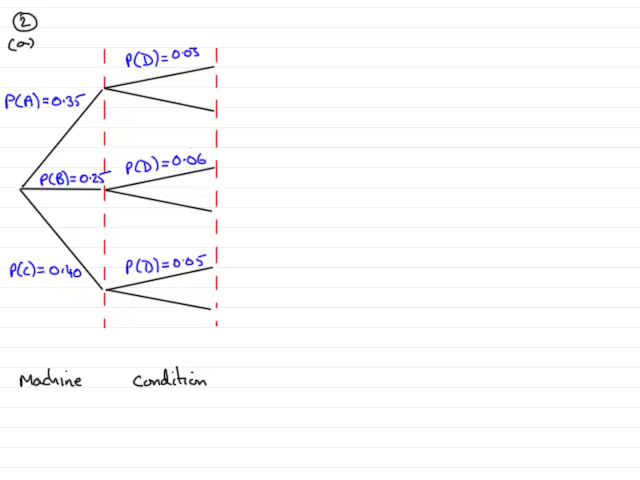 2
(a)
P(D)=0.03
P(A)=0.35
P(D)=0.06
P(B)=0.25
P(D)=0.05
P(C)=0.40
Machine Condition